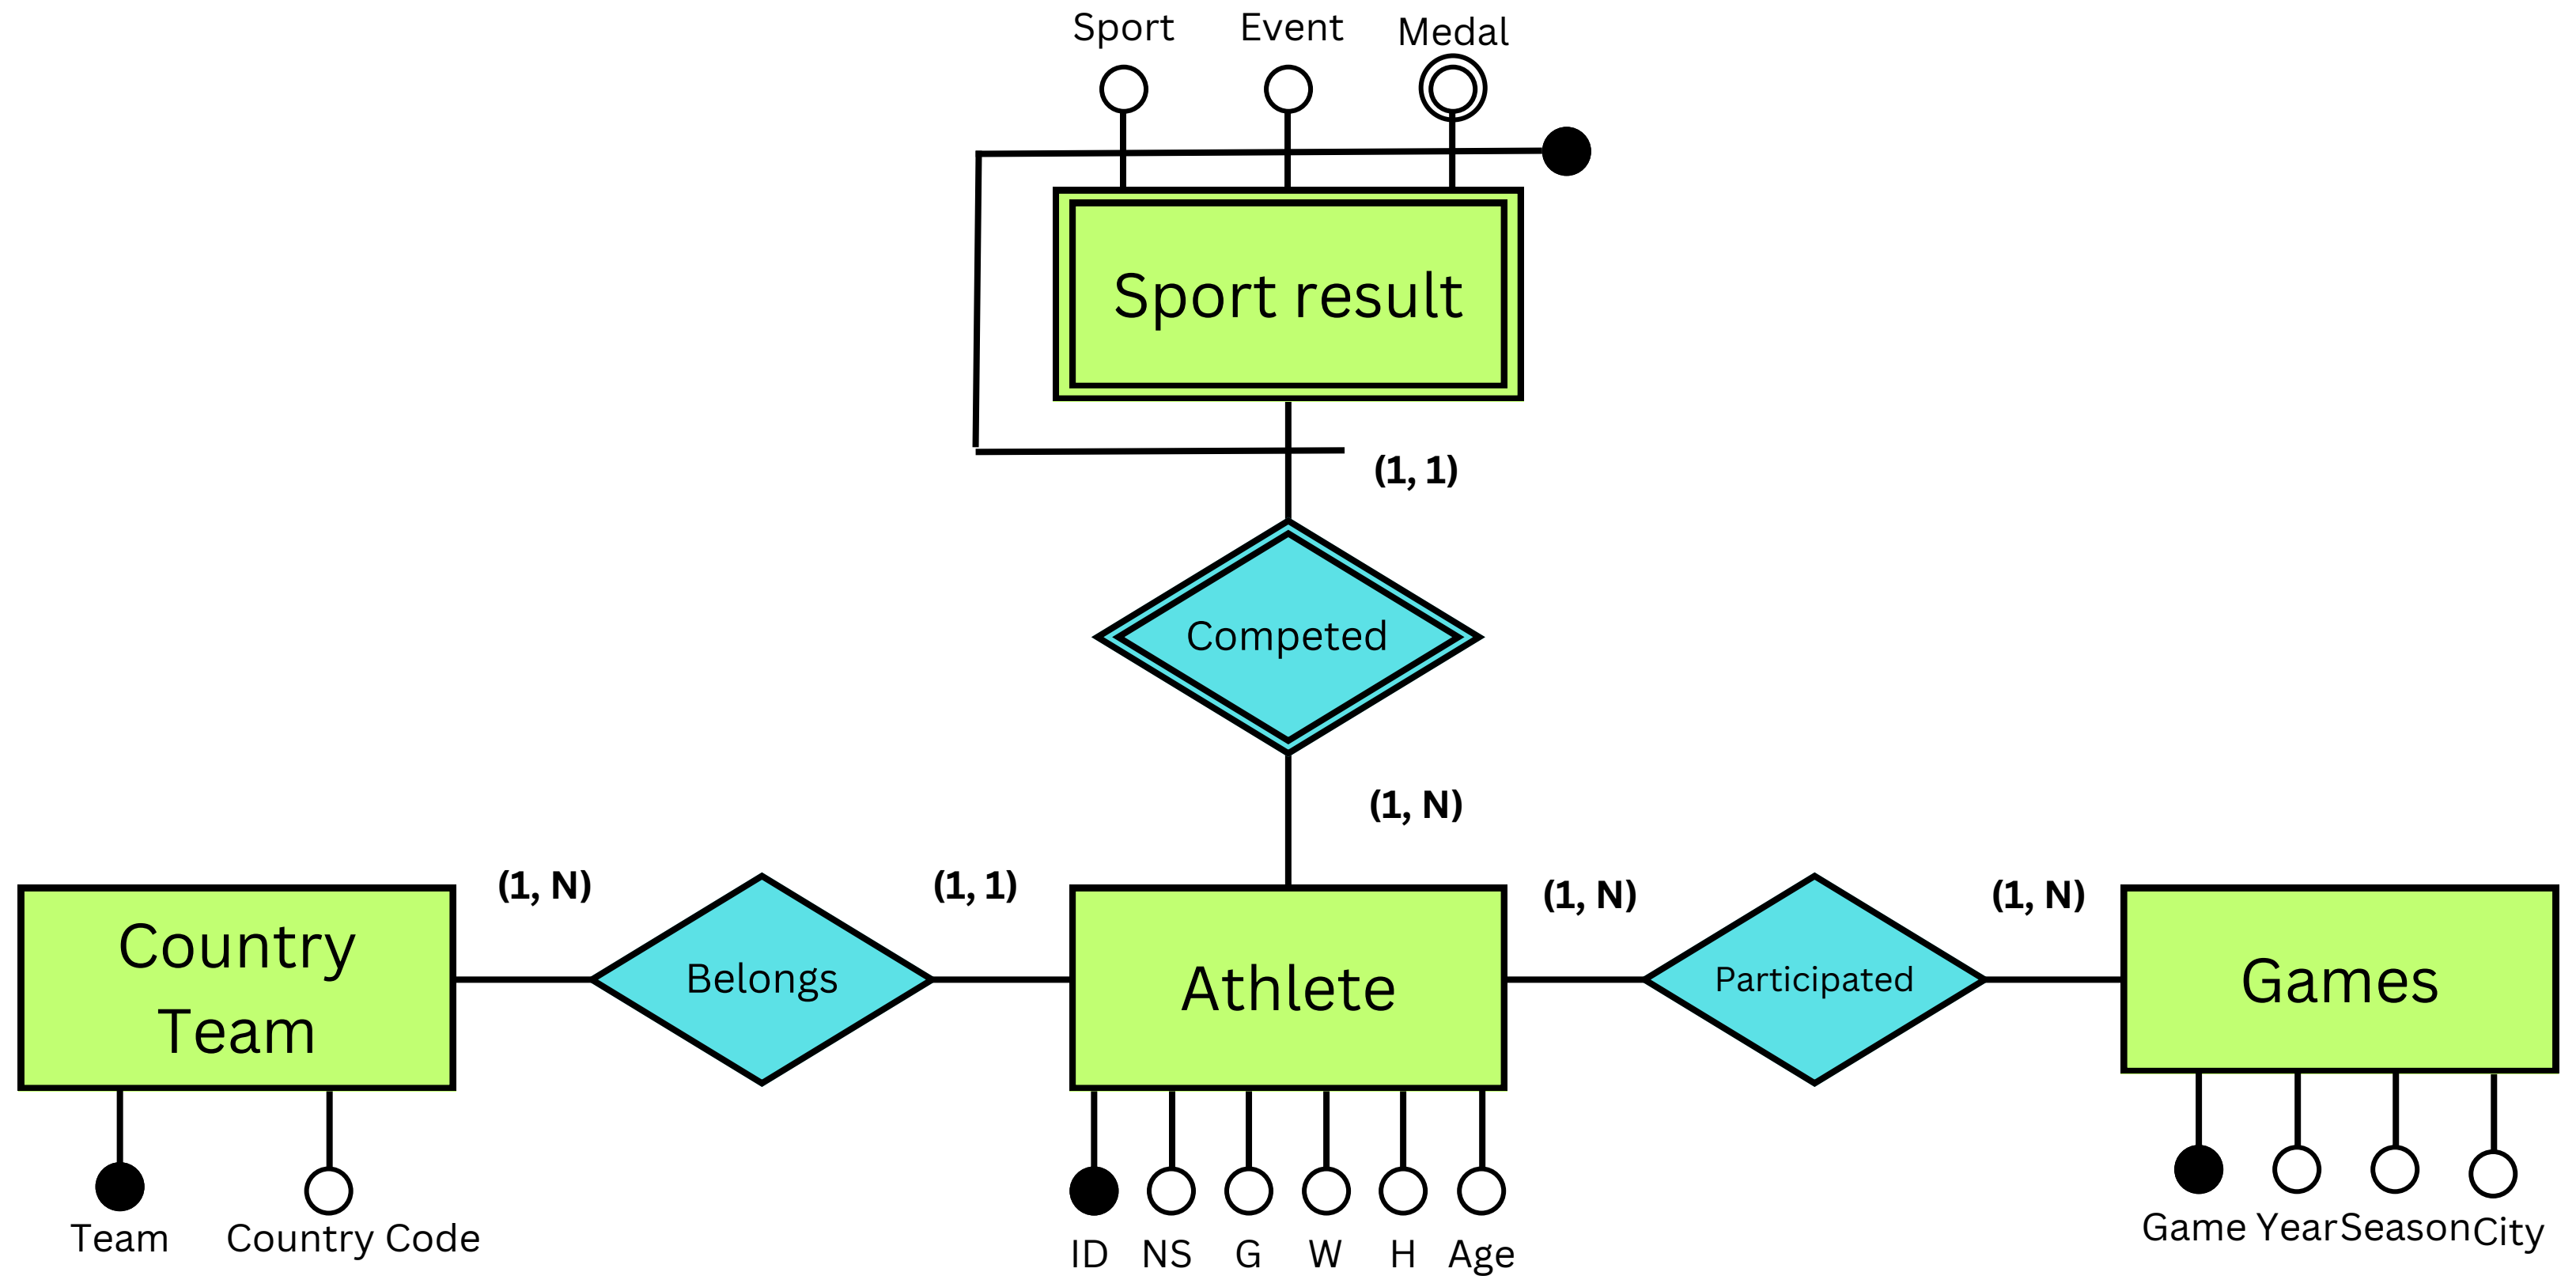 Sport Event Medal
Sport result
(1, 1)
Competed
(1, N)
(1, N) (1, 1) (1, N) (1, N)
Country
Team
Belongs
Athlete
Participated
Games
Team Country Code
ID NS G W H Age
Game Year Season City